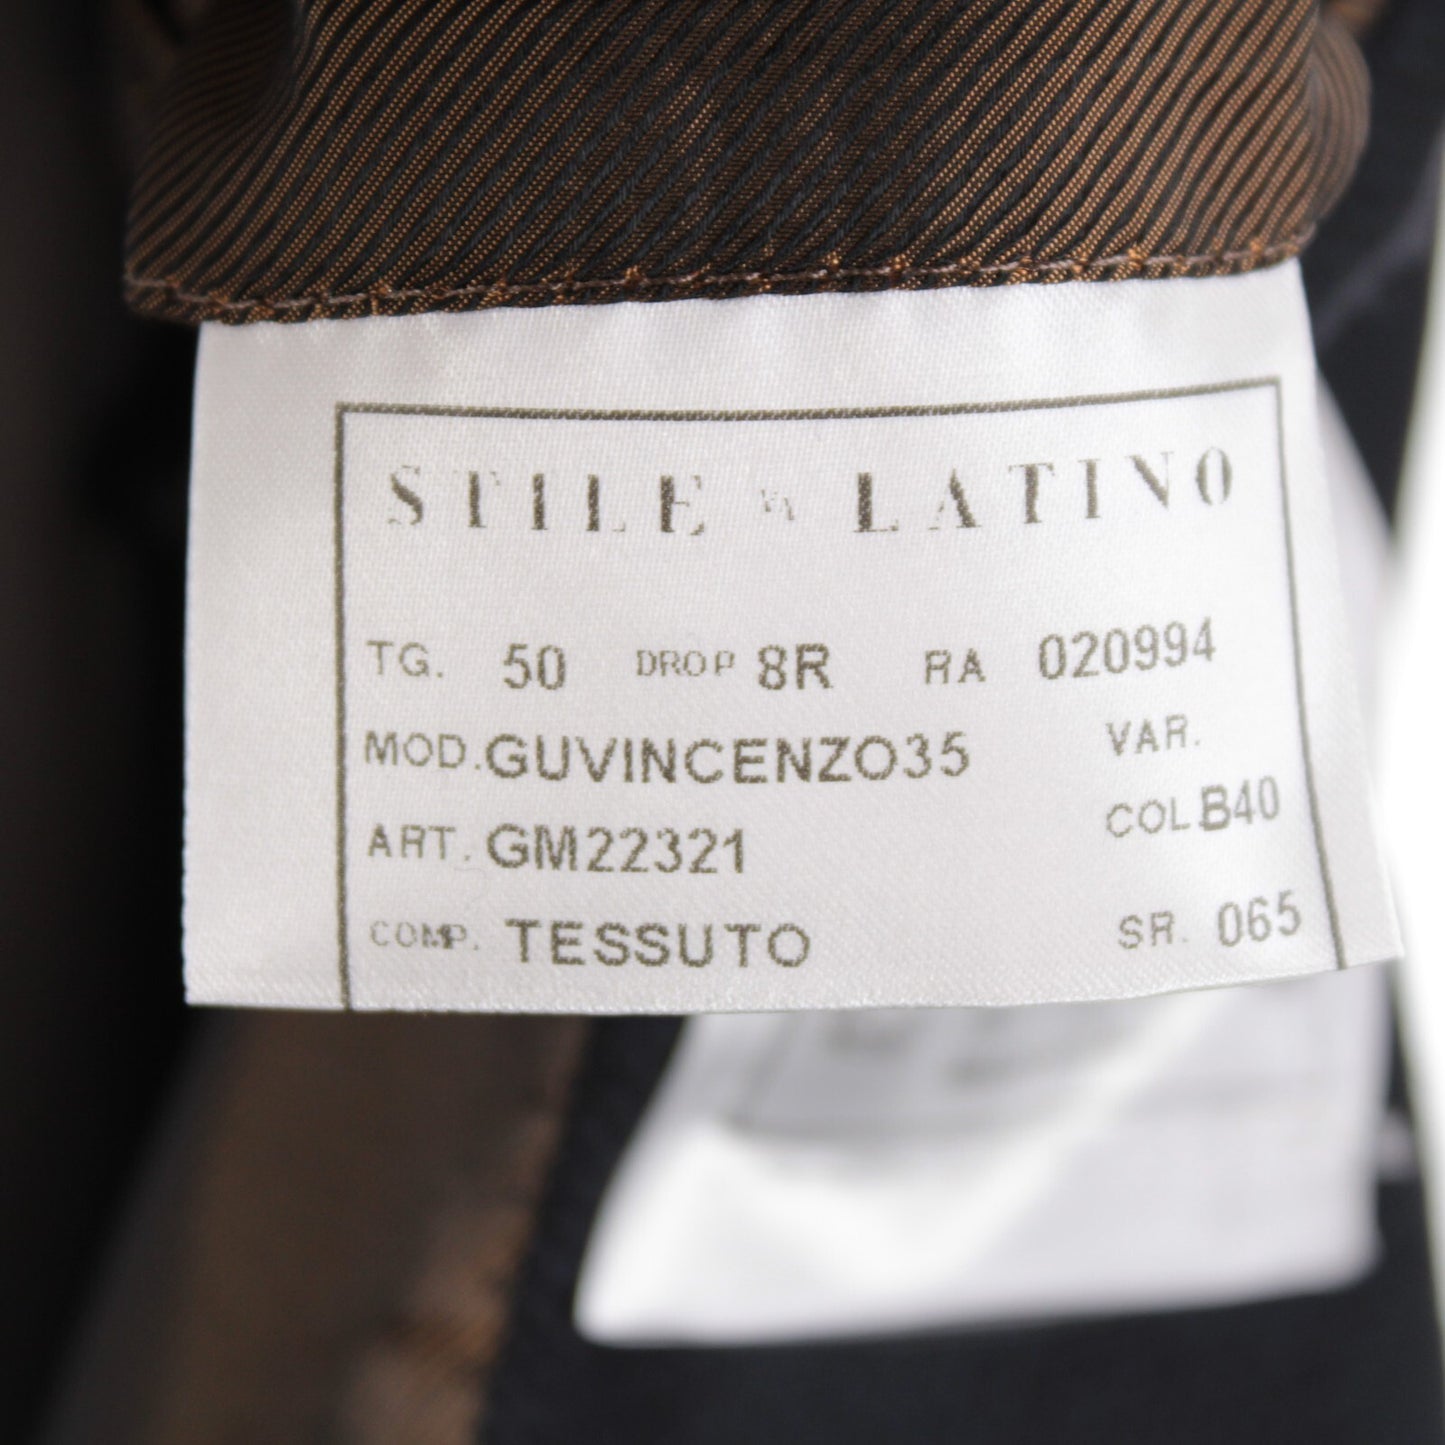 STILE LATINO
TG. 50 DROP 8R RA 020994
MOD. GUVINCENZO35 VAR.
ART. GM22321 COL. B40
COMP. TESSUTO SR. 065